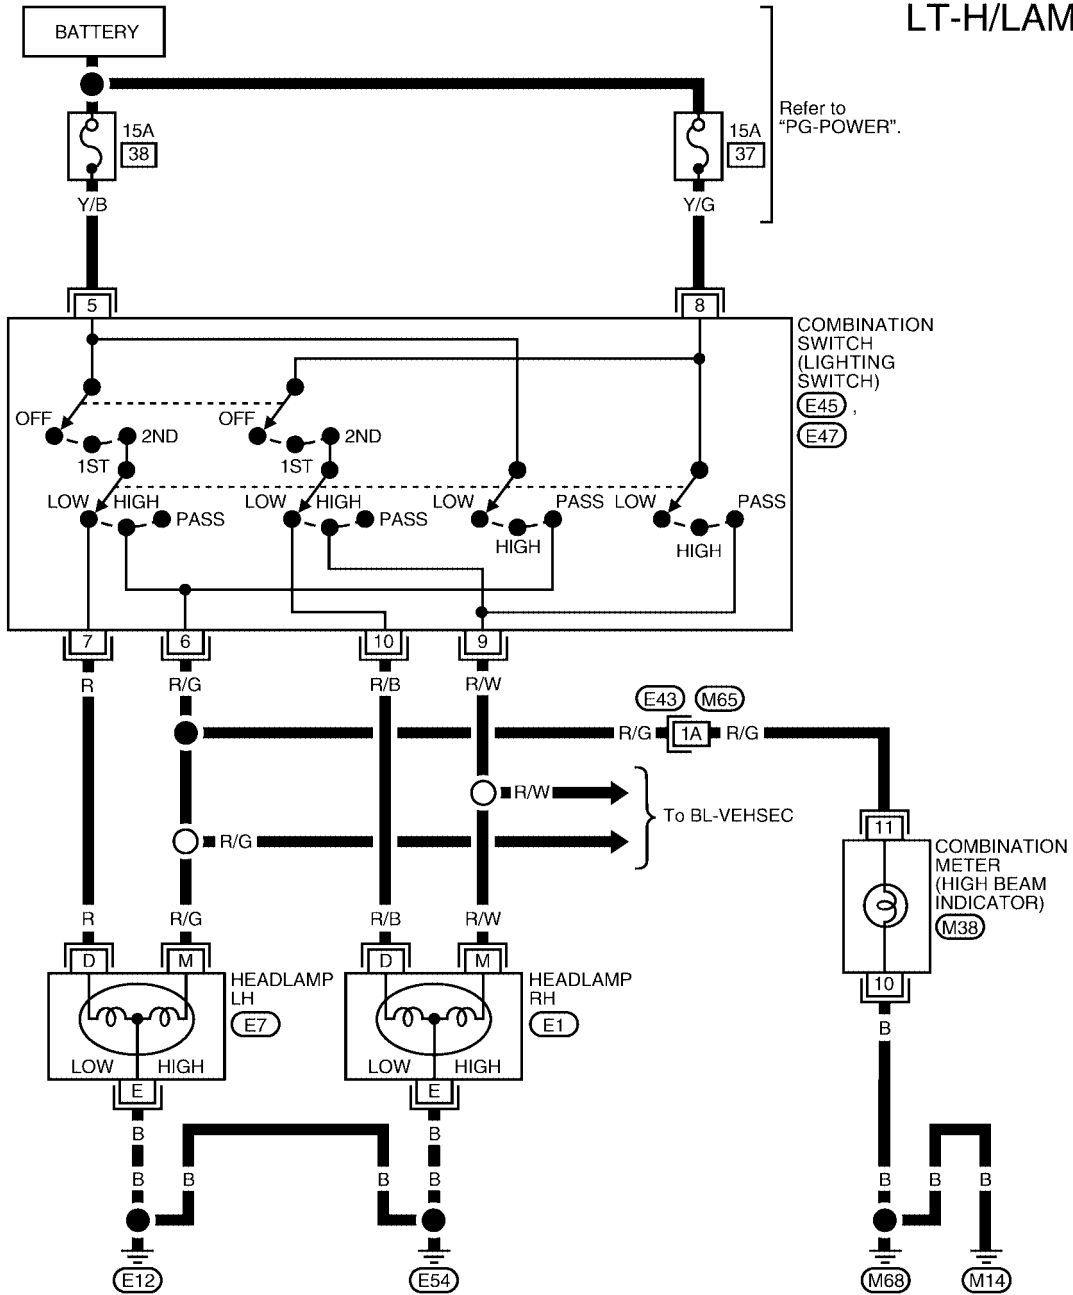 LT-H/LAM
BATTERY
Refer to
“PG-POWER”.
15A
38
15A
37
Y/B
Y/G
5
8
COMBINATION
SWITCH
(LIGHTING
SWITCH)
E45 ,
E47
OFF
1ST
2ND
OFF
1ST
2ND
LOW
HIGH
PASS
LOW
HIGH
PASS
LOW
HIGH
PASS
LOW
HIGH
PASS
7
6
10
9
R
R/G
R/B
R/W
E43
M65
R/G
1A
R/G
R/W
R/G
To BL-VEHSEC
11
COMBINATION
METER
(HIGH BEAM
INDICATOR)
M38
10
R
R/G
R/B
R/W
D
M
D
M
HEADLAMP
LH
E7
HEADLAMP
RH
E1
LOW
HIGH
LOW
HIGH
E
E
B
B
B
B
B
B
B
B
B
B
B
E12
E54
M68
M14